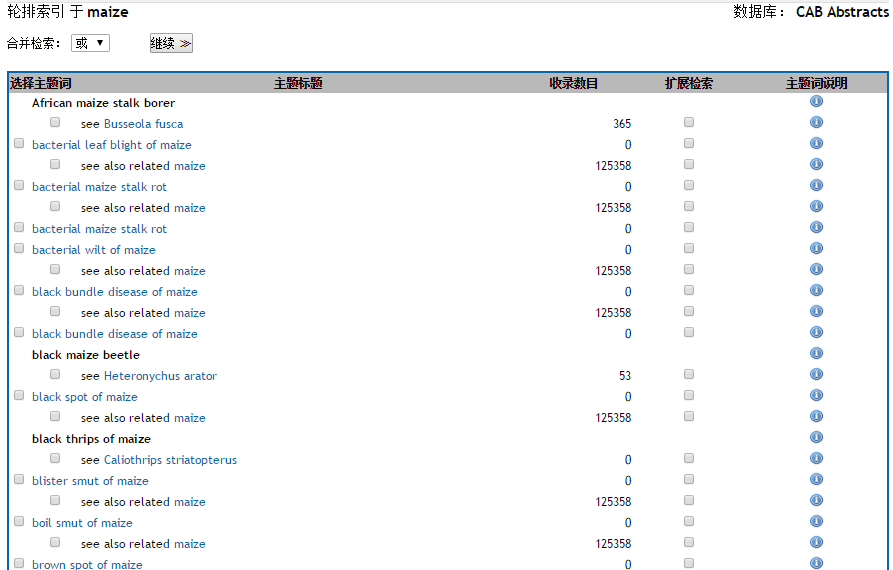 轮排索引 于 maize 数据库： CAB Abstracts
合并检索： 或 ▼ 继续 ≫
选择主题词 主题标题 收录数目 扩展检索 主题词说明
African maize stalk borer
see Busseola fusca 365
bacterial leaf blight of maize 0
see also related maize 125358
bacterial maize stalk rot 0
see also related maize 125358
bacterial maize stalk rot 0
bacterial wilt of maize 0
see also related maize 125358
black bundle disease of maize 0
see also related maize 125358
black bundle disease of maize 0
black maize beetle
see Heteronychus arator 53
black spot of maize 0
see also related maize 125358
black thrips of maize
see Caliothrips striatopterus 0
blister smut of maize 0
see also related maize 125358
boil smut of maize 0
see also related maize 125358
brown spot of maize 0